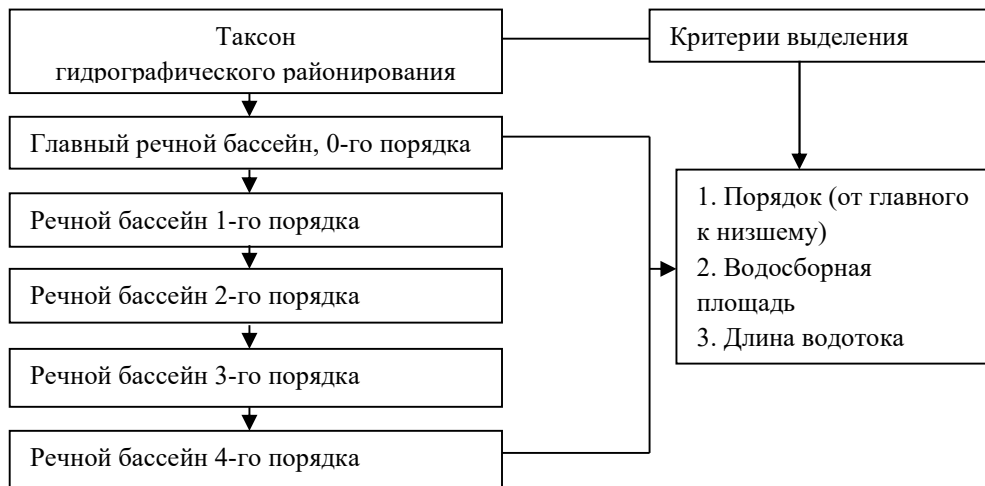 Таксон
гидрографического районирования
Критерии выделения
Главный речной бассейн, 0-го порядка
Речной бассейн 1-го порядка
Речной бассейн 2-го порядка
Речной бассейн 3-го порядка
Речной бассейн 4-го порядка
1. Порядок (от главного
к низшему)
2. Водосборная
площадь
3. Длина водотока